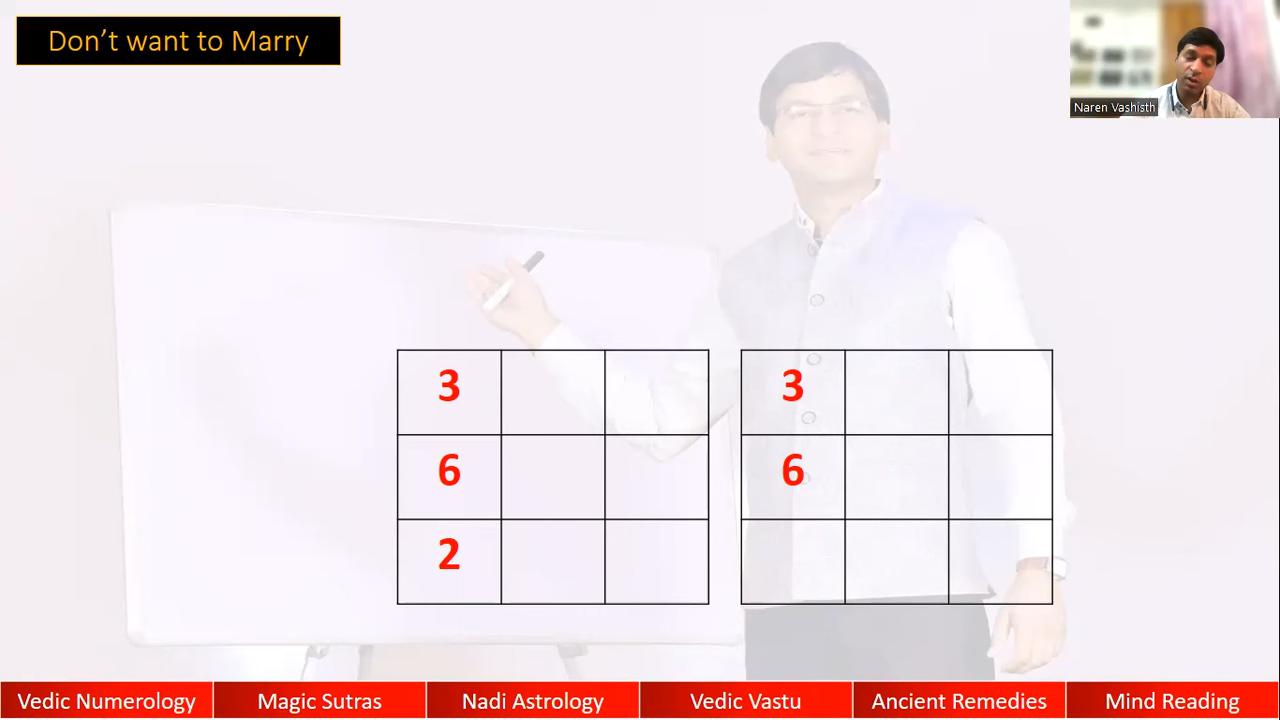 Don't want to Marry
Naren Vashisth
3 3
6 6
2
Vedic Numerology Magic Sutras Nadi Astrology Vedic Vastu Ancient Remedies Mind Reading